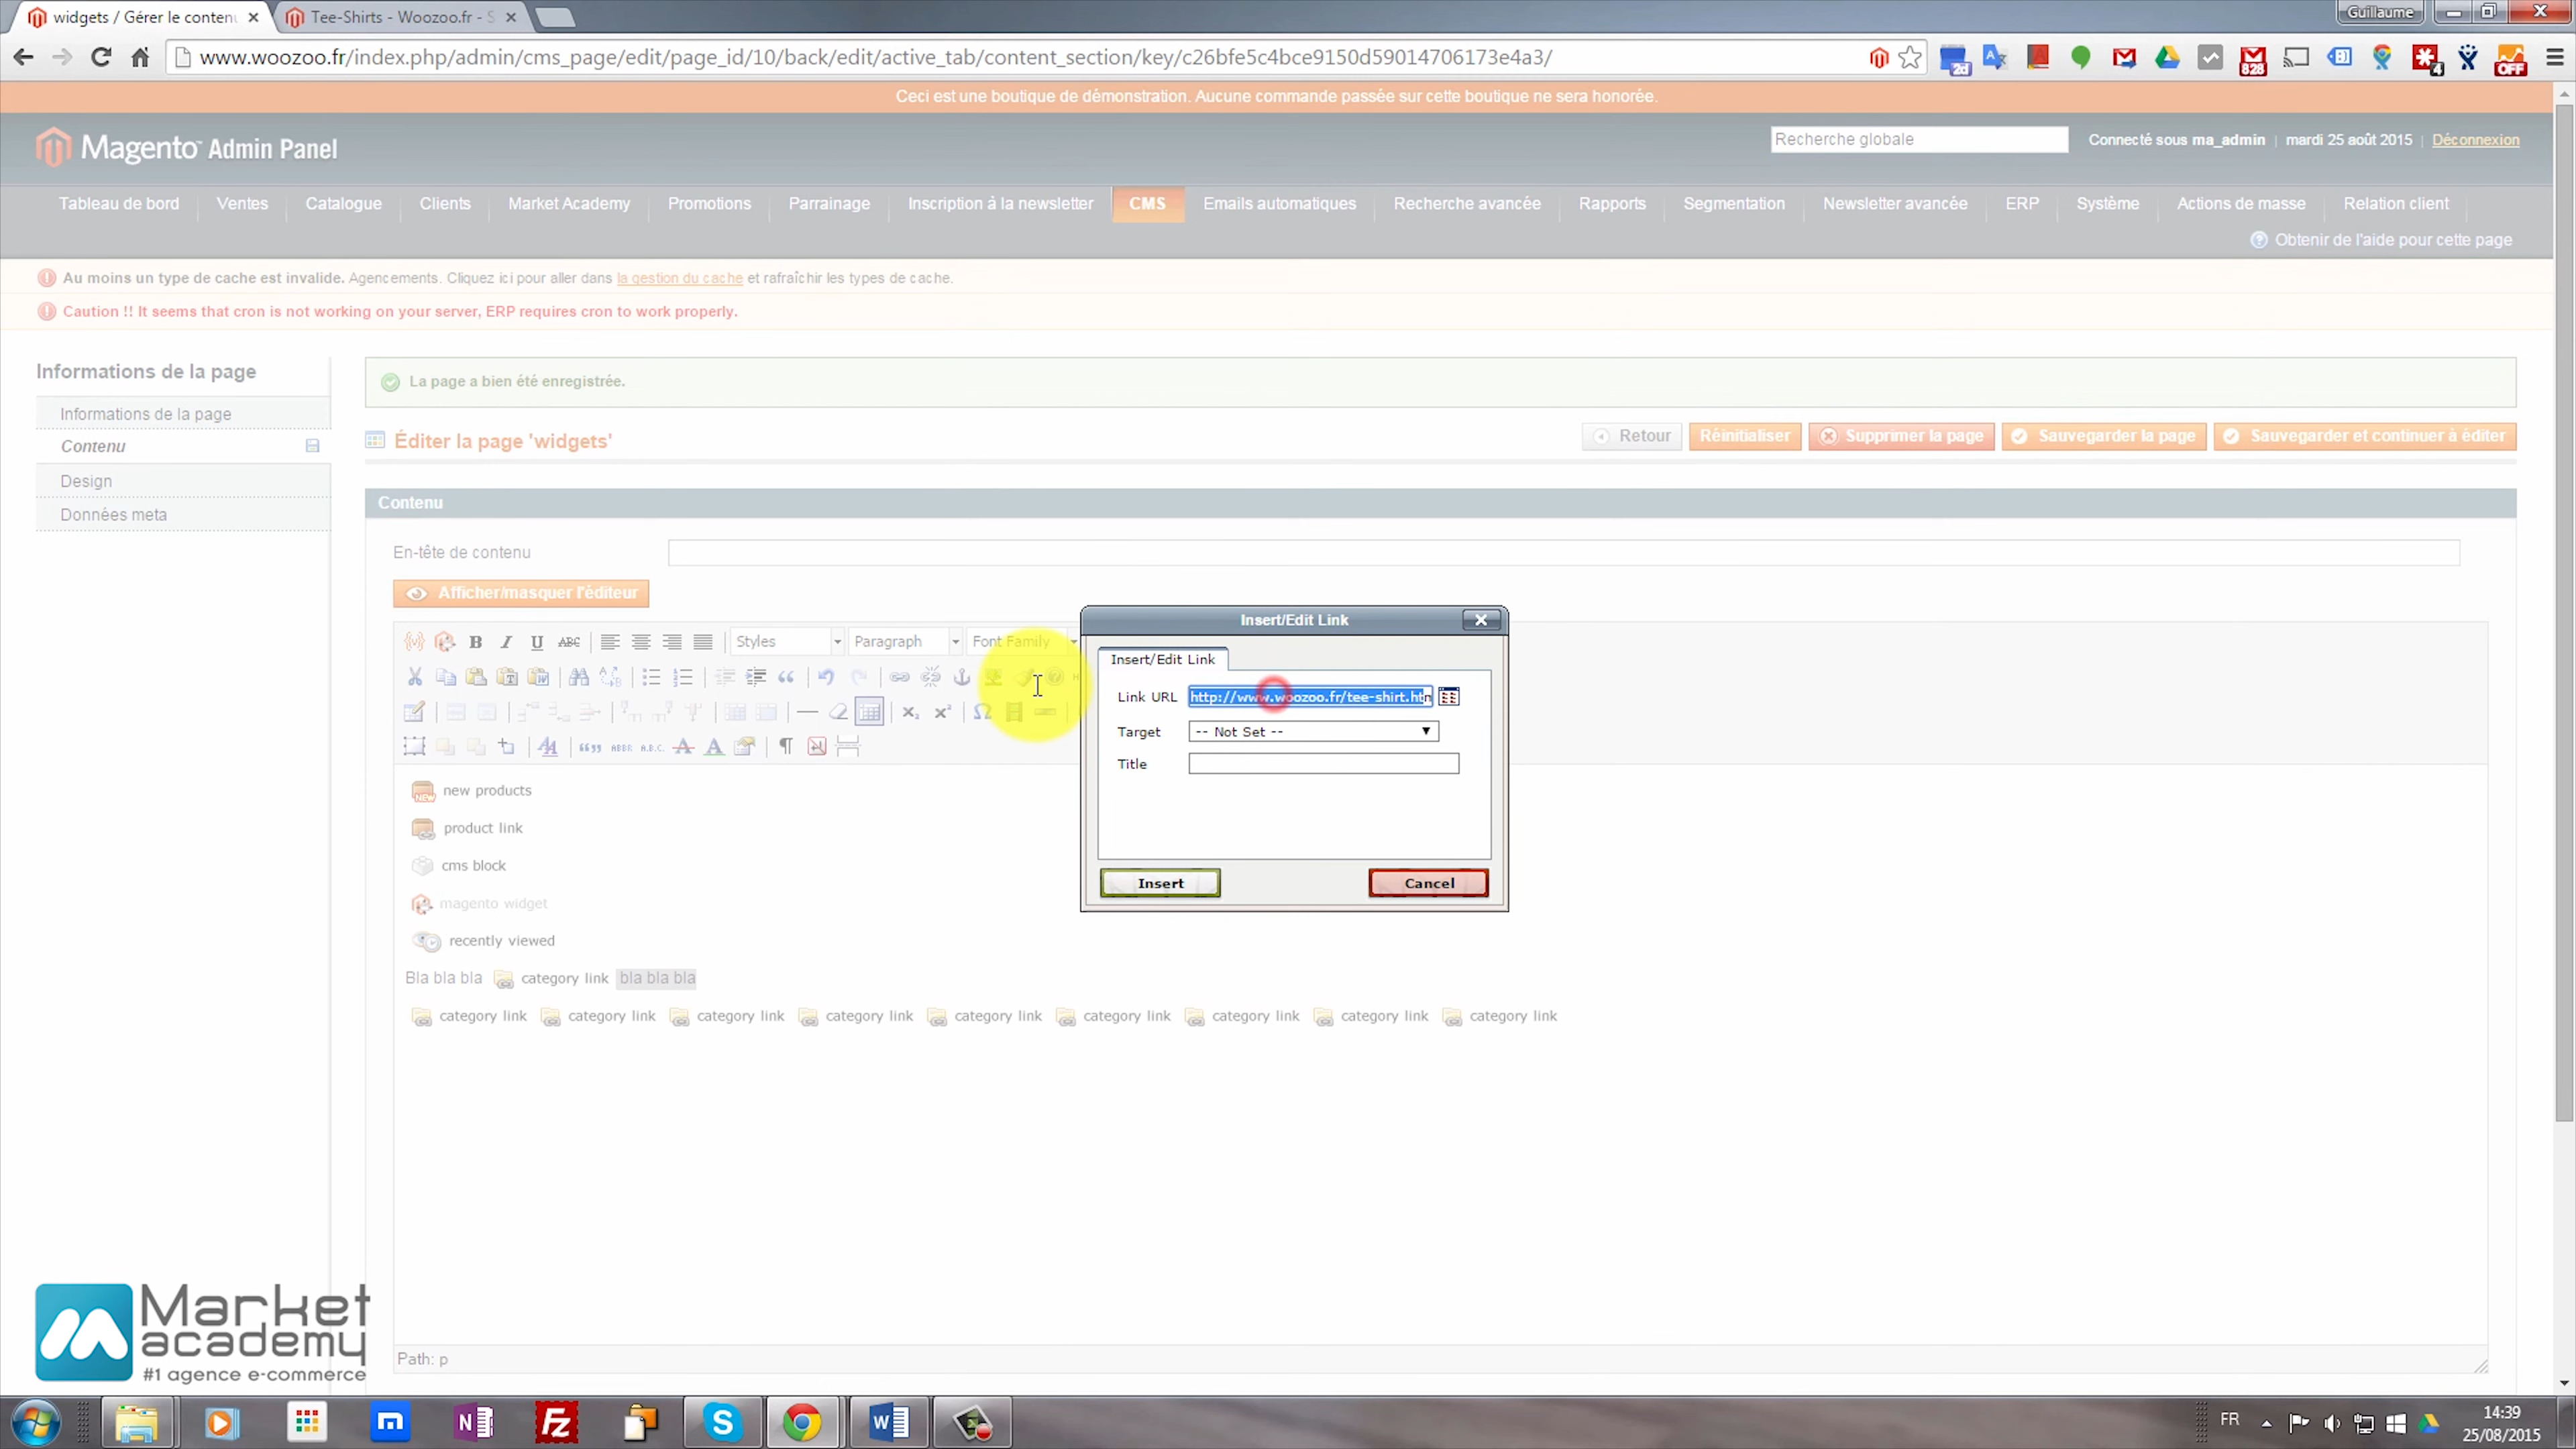 widgets / Gérer le conten
Tee-Shirts - Woozoo.fr - S
Guillaume
www.woozoo.fr/index.php/admin/cms_page/edit/page_id/10/back/edit/active_tab/content_section/key/c26bfe5c4bce9150d59014706173e4a3/
2d
828
4
OFF
Ceci est une boutique de démonstration. Aucune commande passée sur cette boutique ne sera honorée.
Magento Admin Panel
Recherche globale
Connecté sous ma_admin | mardi 25 août 2015 | Déconnexion
Tableau de bord Ventes Catalogue Clients Market Academy Promotions Parrainage Inscription à la newsletter CMS Emails automatiques Recherche avancée Rapports Segmentation Newsletter avancée ERP Système Actions de masse Relation client
Obtenir de l'aide pour cette page
Au moins un type de cache est invalide. Agencements. Cliquez ici pour aller dans la gestion du cache et rafraîchir les types de cache.
Caution !! It seems that cron is not working on your server, ERP requires cron to work properly.
Informations de la page
Informations de la page
Contenu
Design
Données meta
La page a bien été enregistrée.
Éditer la page 'widgets'
Retour Réinitialiser Supprimer la page Sauvegarder la page Sauvegarder et continuer à éditer
Contenu
En-tête de contenu
Afficher/masquer l'éditeur
B I U ABC Styles Paragraph Font Family
Insert/Edit Link
Insert/Edit Link
Link URL http://www.woozoo.fr/tee-shirt.htn
Target -- Not Set --
Title
Insert Cancel
new products
product link
cms block
magento widget
recently viewed
Bla bla bla category link bla bla bla
category link category link category link category link category link category link category link category link category link
Path: p
Market
academy
#1 agence e-commerce
FR
14:39
25/08/2015